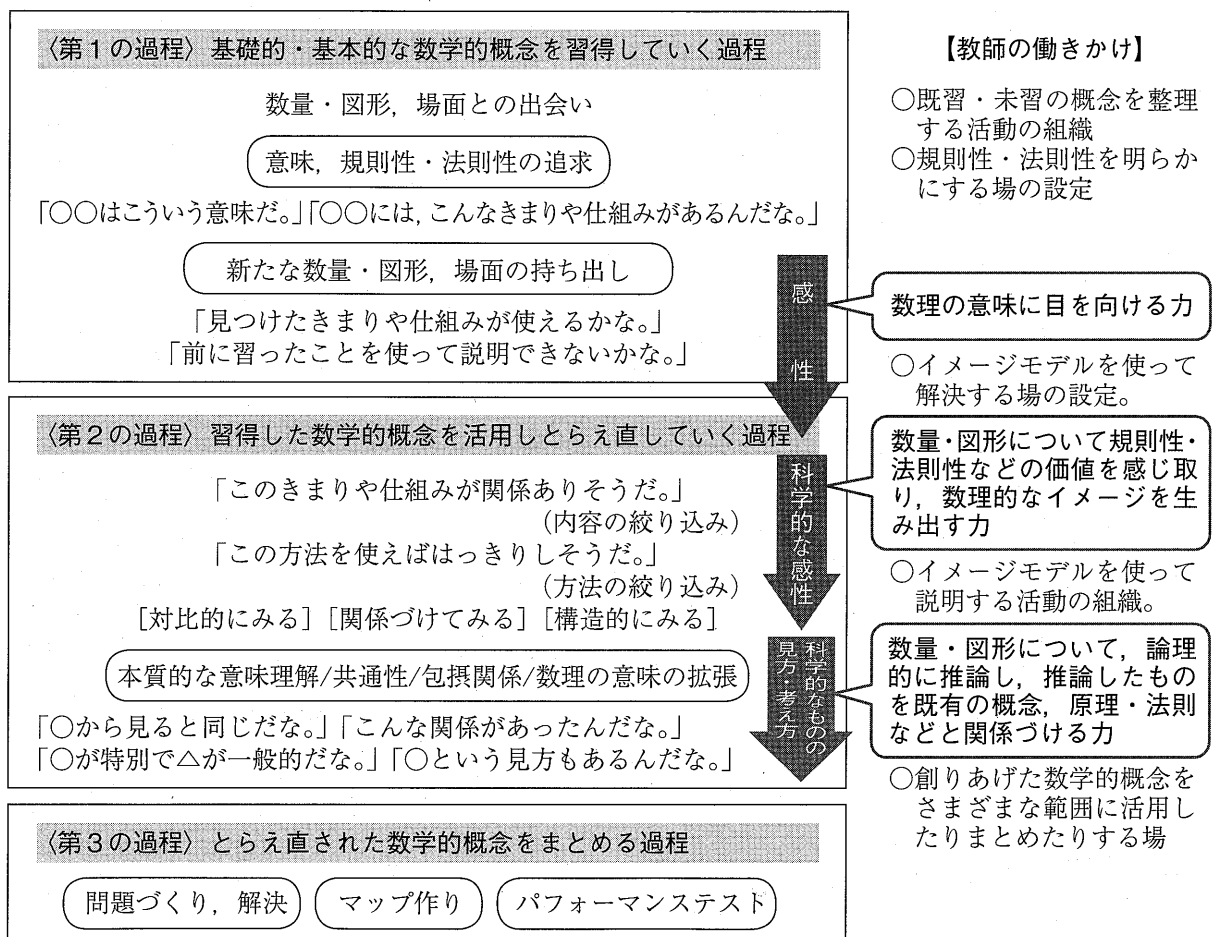 〈第1の過程〉基礎的・基本的な数学的概念を習得していく過程
数量・図形，場面との出会い
意味，規則性・法則性の追求
「○○はこういう意味だ。」「○○には，こんなきまりや仕組みがあるんだな。」
新たな数量・図形，場面の持ち出し
「見つけたきまりや仕組みが使えるかな。」
「前に習ったことを使って説明できないかな。」
感性
〈第2の過程〉習得した数学的概念を活用しとらえ直していく過程
「このきまりや仕組みが関係ありそうだ。」
（内容の絞り込み）
「この方法を使えばはっきりしそうだ。」
（方法の絞り込み）
［対比的にみる］［関係づけてみる］［構造的にみる］
科学的な感性
本質的な意味理解/共通性/包摂関係/数理の意味の拡張
「○から見ると同じだな。」「こんな関係があったんだな。」
「○が特別で△が一般的だな。」「○という見方もあるんだな。」
科学的なものの
見方・考え方
〈第3の過程〉とらえ直された数学的概念をまとめる過程
問題づくり，解決
マップ作り
パフォーマンステスト
【教師の働きかけ】
○既習・未習の概念を整理
する活動の組織
○規則性・法則性を明らか
にする場の設定
数理の意味に目を向ける力
○イメージモデルを使って
解決する場の設定。
数量・図形について規則性・
法則性などの価値を感じ取
り，数理的なイメージを生
み出す力
○イメージモデルを使って
説明する活動の組織。
数量・図形について，論理
的に推論し，推論したもの
を既有の概念，原理・法則
などと関係づける力
○創りあげた数学的概念を
さまざまな範囲に活用し
たりまとめたりする場